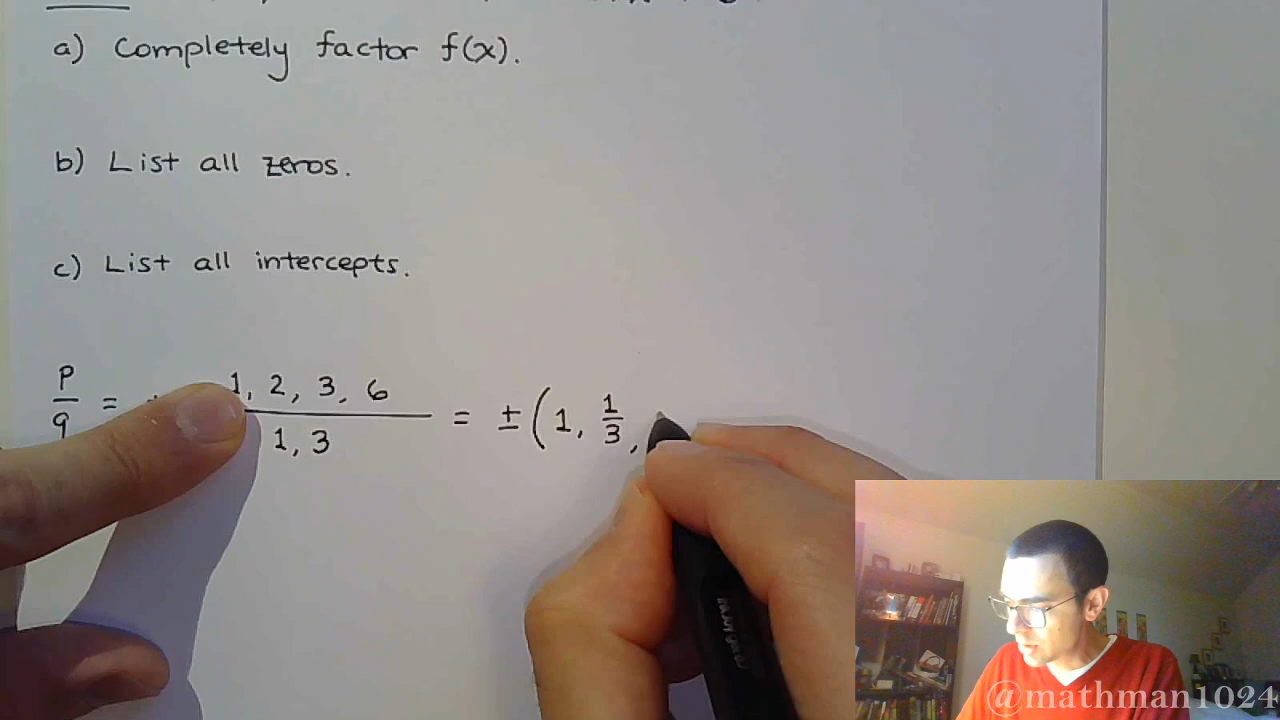 a) Completely factor f(x).
b) List all zeros.
c) List all intercepts.
p/q = 1, 2, 3, 6 / 1, 3 = ± (1, 1/3,
@mathman1024